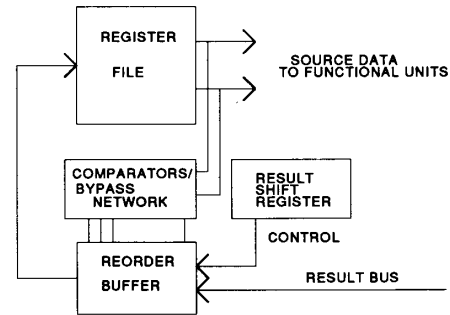 REGISTER
FILE
SOURCE DATA
TO FUNCTIONAL UNITS
COMPARATORS/
BYPASS
NETWORK
RESULT
SHIFT
REGISTER
CONTROL
REORDER
BUFFER
RESULT BUS